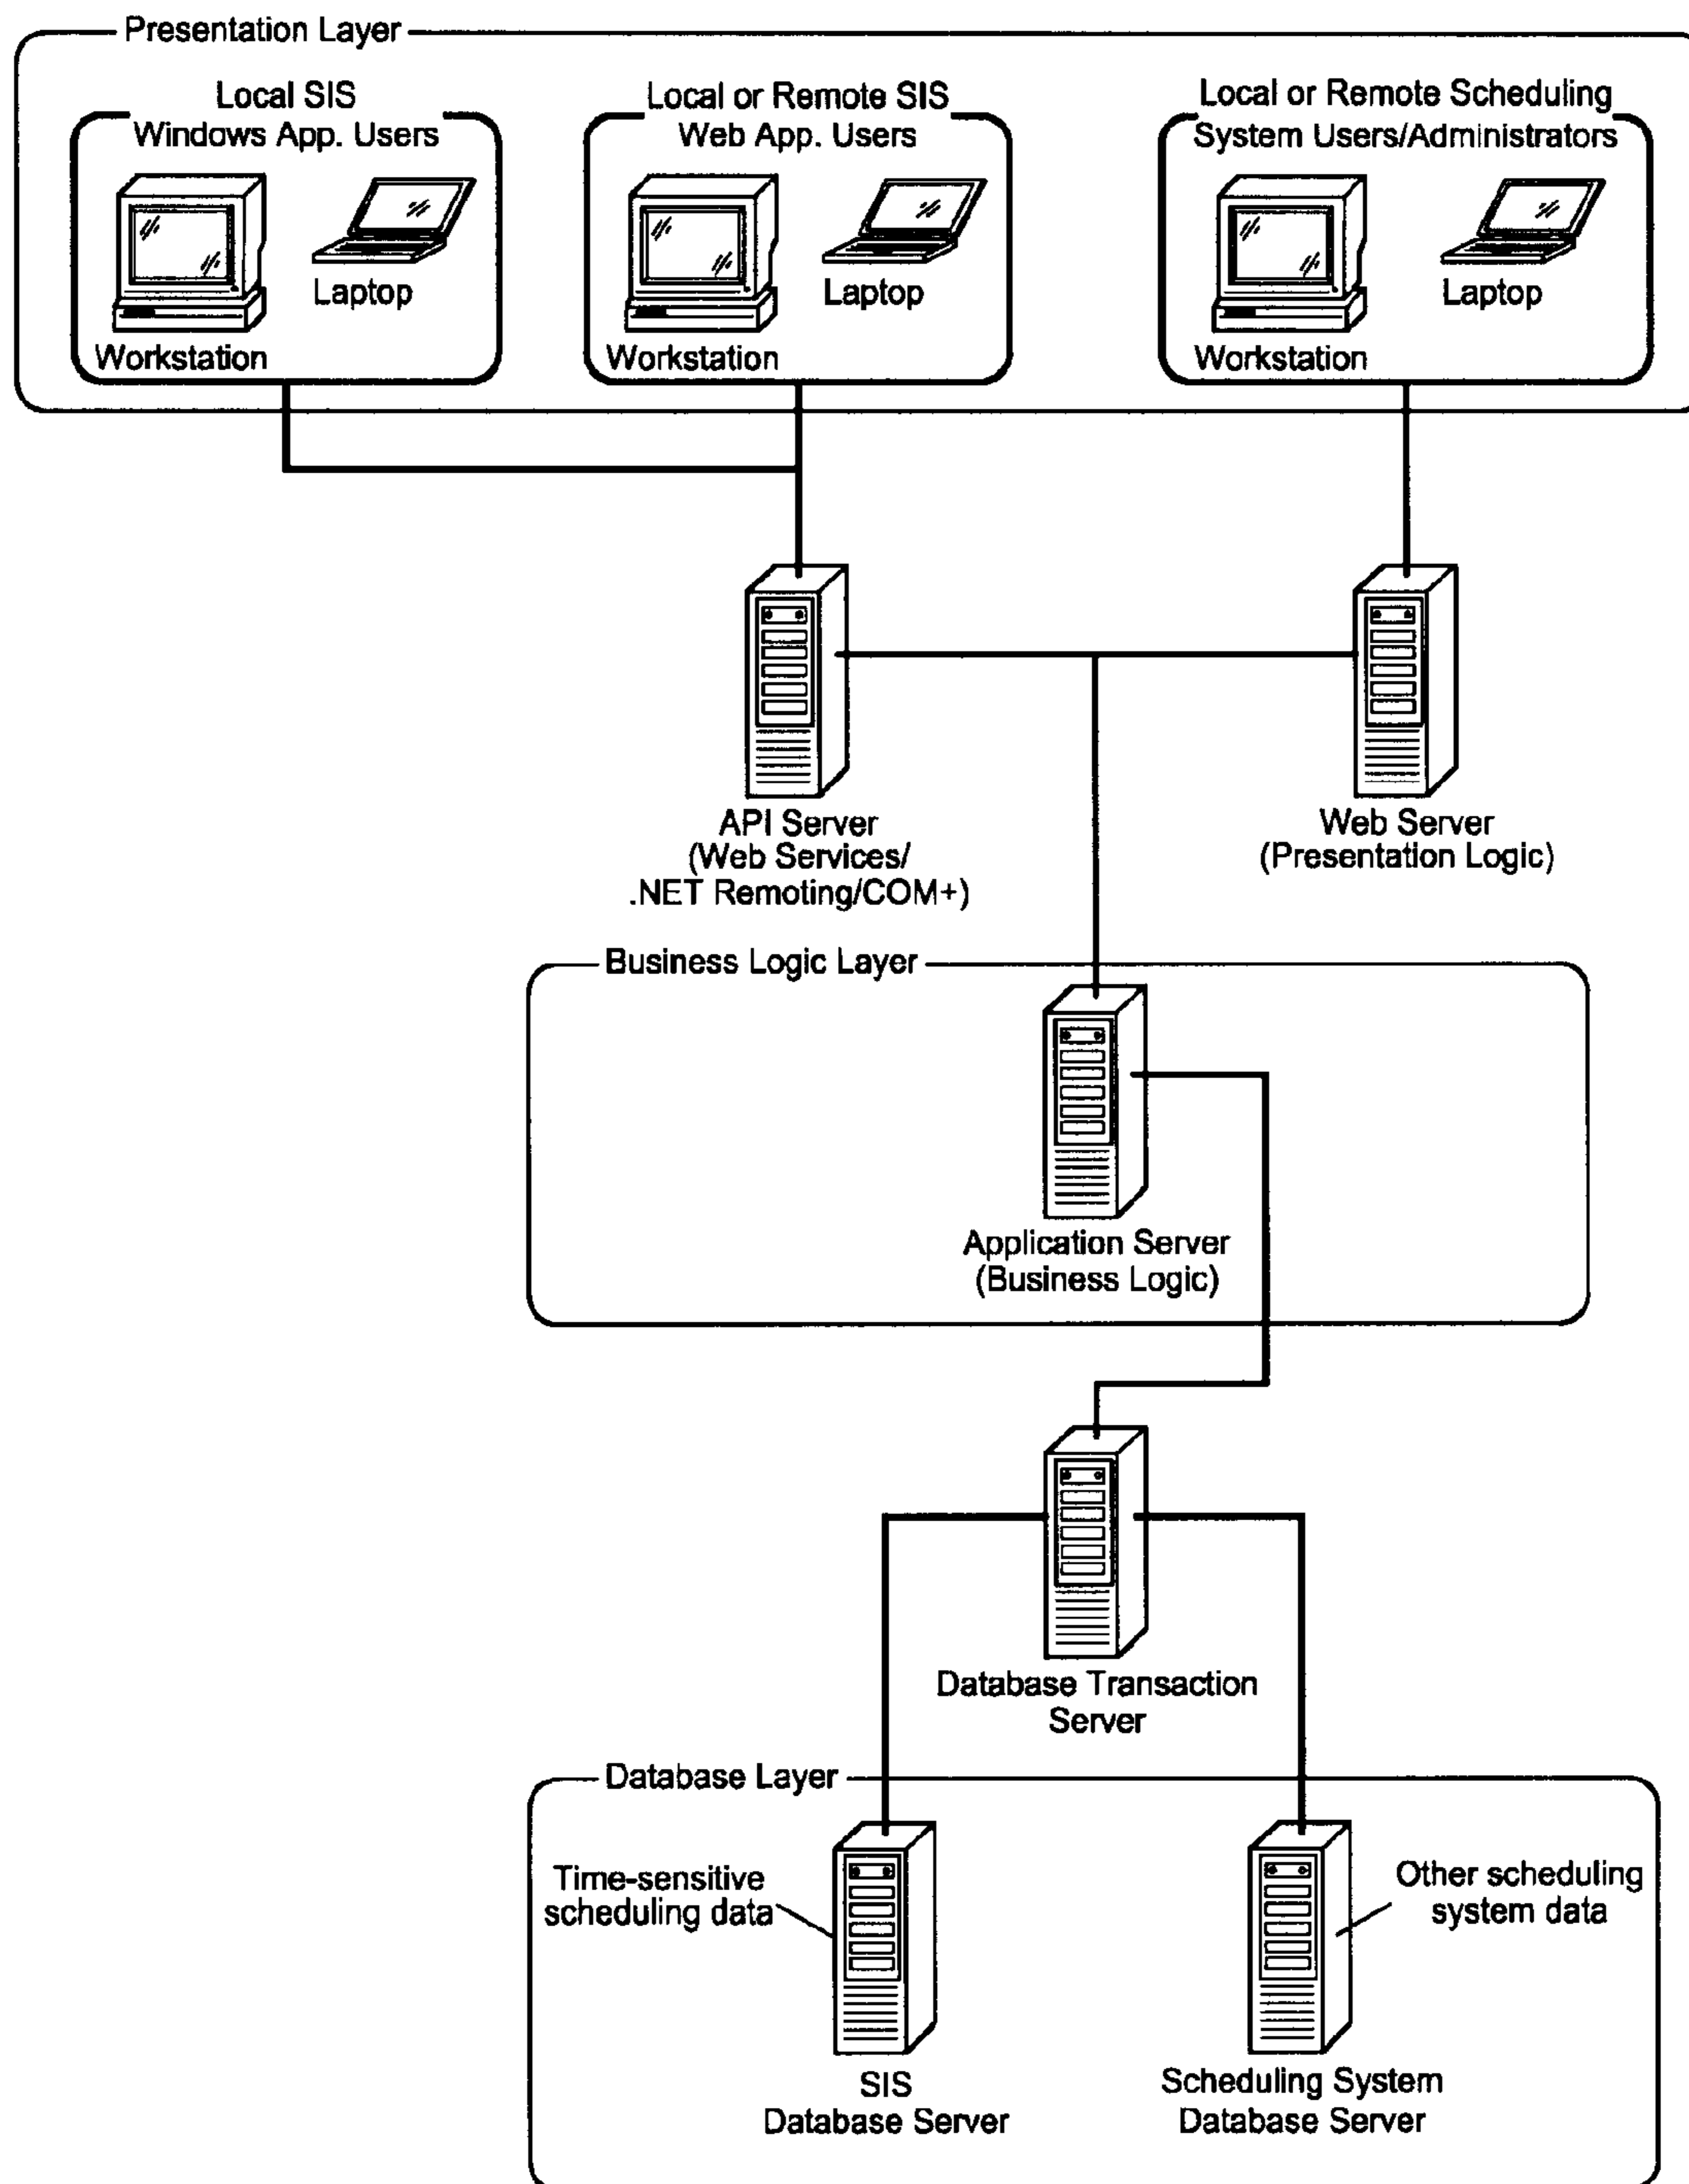 Presentation Layer
Local SIS
Windows App. Users
Laptop
Workstation
Local or Remote SIS
Web App. Users
Laptop
Workstation
Local or Remote Scheduling
System Users/Administrators
Laptop
Workstation
API Server
(Web Services/
.NET Remoting/COM+)
Web Server
(Presentation Logic)
Business Logic Layer
Application Server
(Business Logic)
Database Transaction
Server
Database Layer
Time-sensitive
scheduling data
Other scheduling
system data
SIS
Database Server
Scheduling System
Database Server